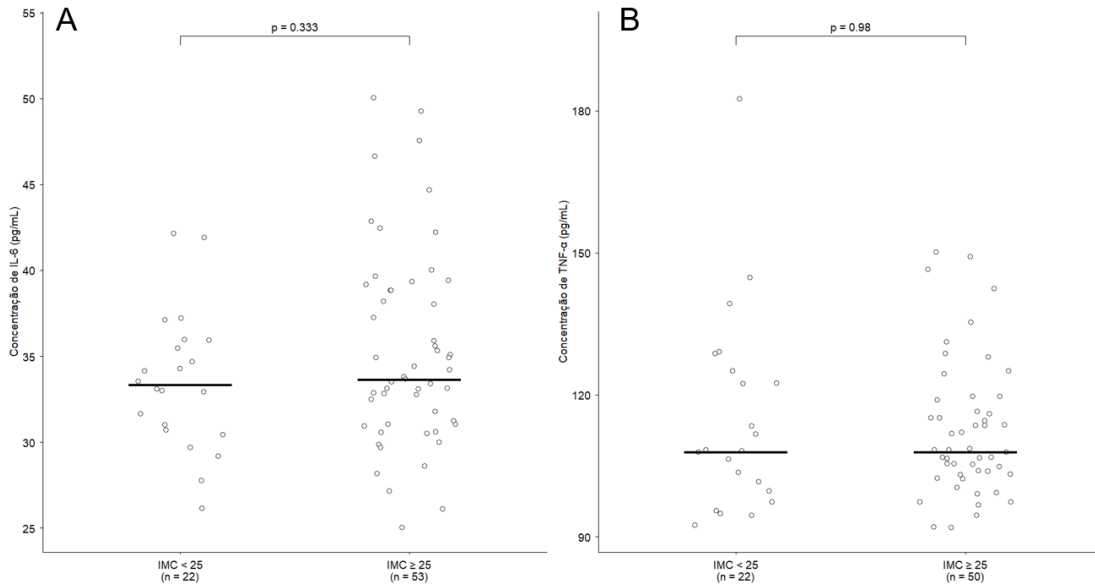 A
p = 0.333
Concentração de IL-6 (pg/mL)
55
50
45
40
35
30
25
IMC < 25
(n = 22)
IMC ≥ 25
(n = 53)
B
p = 0.98
Concentração de TNF-α (pg/mL)
180
150
120
90
IMC < 25
(n = 22)
IMC ≥ 25
(n = 50)